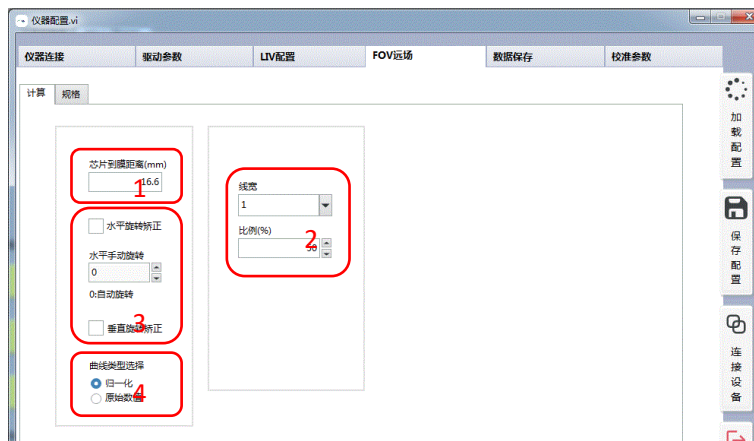 仪器配置.vi
仪器连接 驱动参数 LIV配置 FOV远场 数据保存 校准参数
计算 规格
芯片到膜距离(mm)
16.6
1
水平旋转矫正
水平手动旋转
0
0:自动旋转
垂直旋转矫正
3
曲线类型选择
归一化
原始数值
4
线宽
1
比例(%)
2
加载配置
保存配置
连接设备